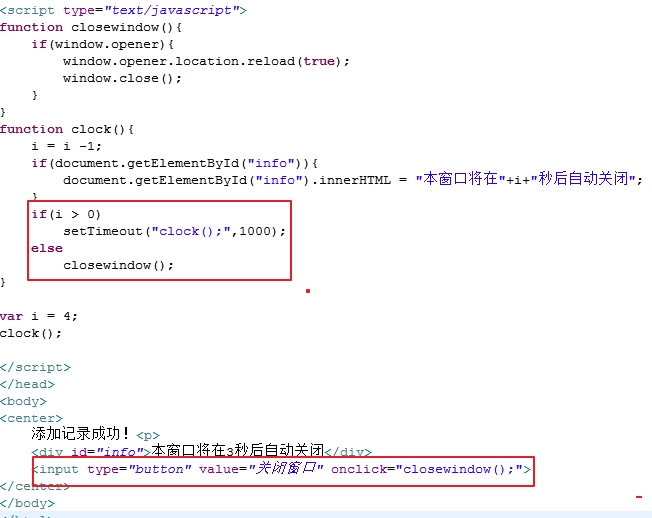 <script type="text/javascript">
function closewindow(){
    if(window.opener){
        window.opener.location.reload(true);
        window.close();
    }
}
function clock(){
    i = i -1;
    if(document.getElementById("info")){
        document.getElementById("info").innerHTML = "本窗口将在"+i+"秒后自动关闭";
    }
    if(i > 0)
        setTimeout("clock();",1000);
    else
        closewindow();
}

var i = 4;
clock();

</script>
</head>
<body>
<center>
    添加记录成功！<p>
    <div id="info">本窗口将在3秒后自动关闭</div>
    <input type="button" value="关闭窗口" onclick="closewindow();">
</center>
</body>